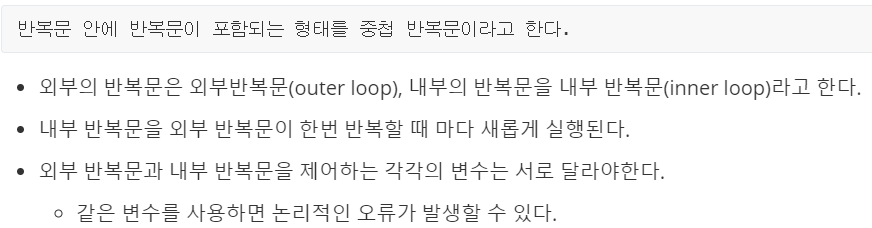 반복문 안에 반복문이 포함되는 형태를 중첩 반복문이라고 한다.
외부의 반복문은 외부반복문(outer loop), 내부의 반복문을 내부 반복문(inner loop)라고 한다.
내부 반복문을 외부 반복문이 한번 반복할 때 마다 새롭게 실행된다.
외부 반복문과 내부 반복문을 제어하는 각각의 변수는 서로 달라야한다.
같은 변수를 사용하면 논리적인 오류가 발생할 수 있다.